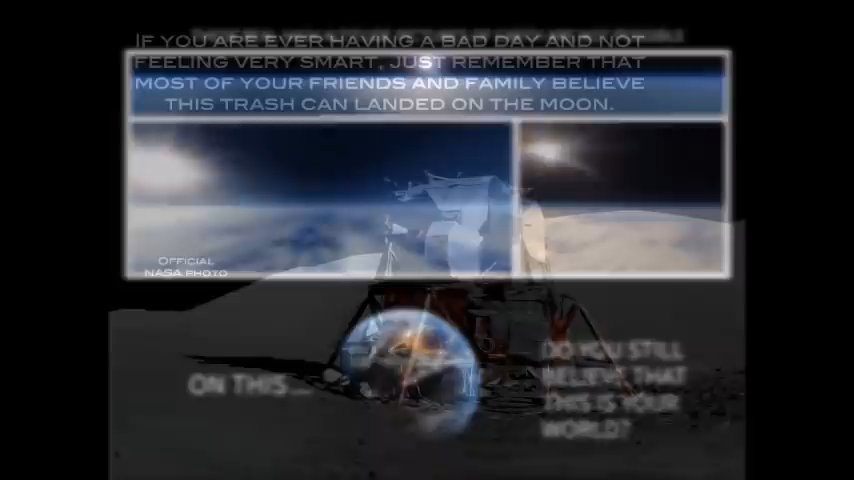 IF YOU ARE EVER HAVING A BAD DAY AND NOT
FEELING VERY SMART, JUST REMEMBER THAT
MOST OF YOUR FRIENDS AND FAMILY BELIEVE
THIS TRASH CAN LANDED ON THE MOON.
OFFICIAL
NASA PHOTO
ON THIS...
DO YOU STILL
BELIEVE THAT
THIS IS YOUR
WORLD?